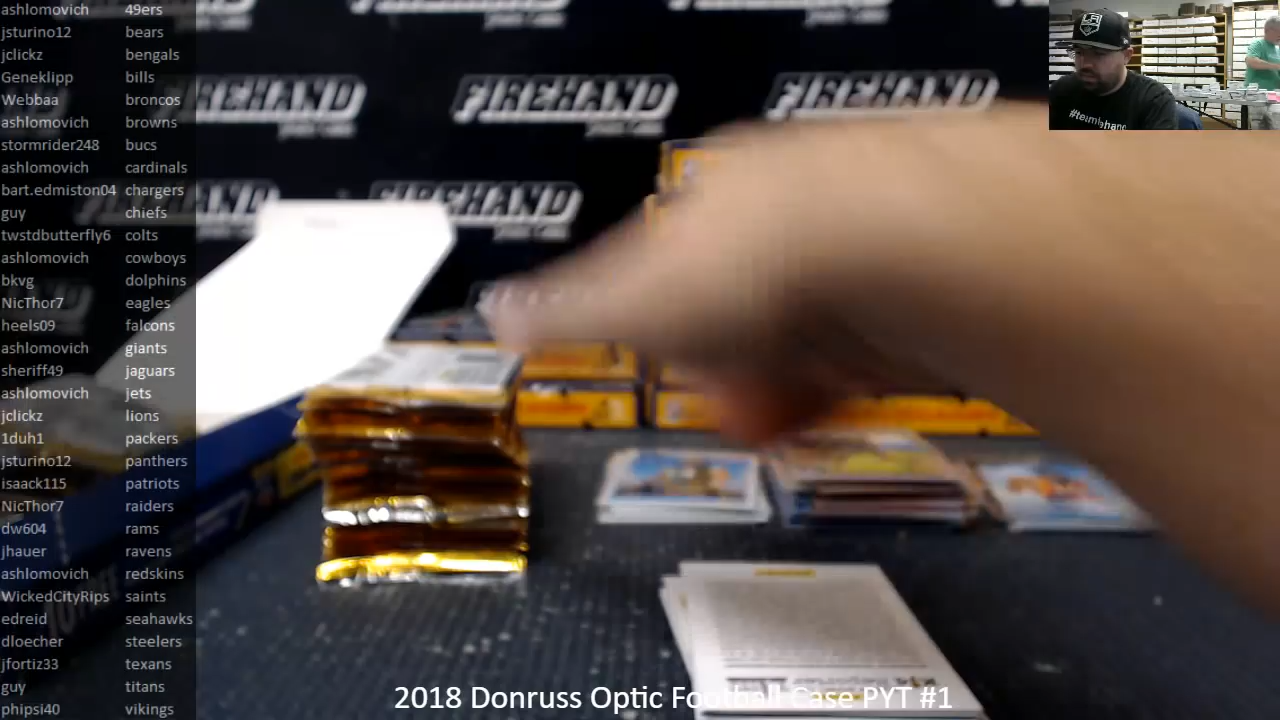 ashlomovich 49ers
jsturino12 bears
jclickz bengals
Geneklipp bills
Webbaa broncos
ashlomovich browns
stormrider248 bucs
ashlomovich cardinals
bart.edmiston04 chargers
guy chiefs
twstdbutterfly6 colts
ashlomovich cowboys
bkvg dolphins
NicThor7 eagles
heels09 falcons
ashlomovich giants
sheriff49 jaguars
ashlomovich jets
jclickz lions
1duh1 packers
jsturino12 panthers
isaack115 patriots
NicThor7 raiders
dw604 rams
jhauer ravens
ashlomovich redskins
WickedCityRips saints
edreid seahawks
dloecher steelers
jfortiz33 texans
guy titans
phipsi40 vikings
FIREHAND
FIREHAND
FIREHAND
FIREHAND
LA
2018 Donruss Optic Football Case PYT #1